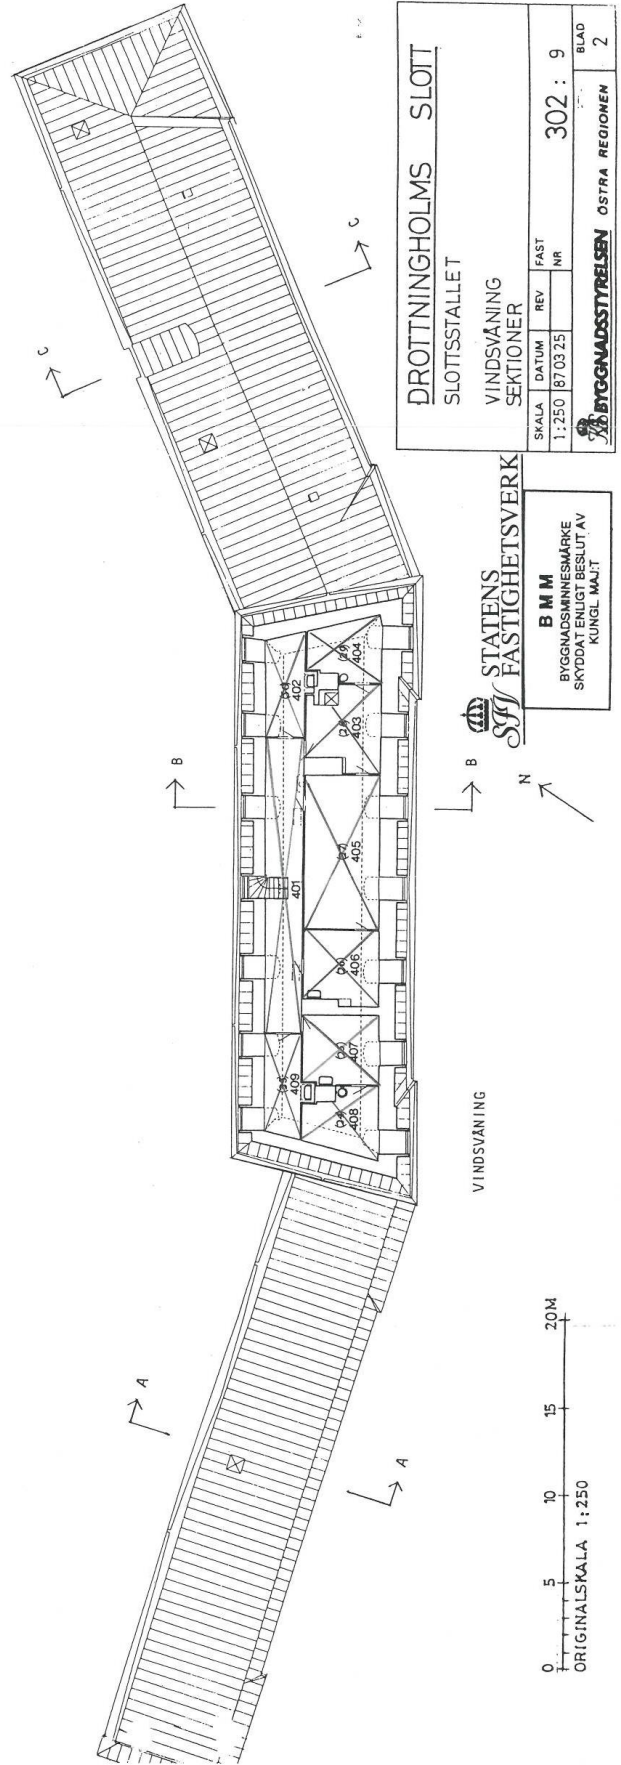 DROTTNINGHOLMS SLOTT
SLOTTSSTALLET
VINDSVÅNING
SEKTIONER
SKALA DATUM REV FAST NR
1:250 870325 302 : 9
BYGGNADSSTYRELSEN ÖSTRA REGIONEN
BLAD
2
SFV STATENS
FASTIGHETSVERK
B M M
BYGGNADSMINNESMÄRKE
SKYDDAT ENLIGT BESLUT AV
KUNGL. MAJ:T
C
C
B
B
A
A
N
409
401
402
408
407
406
405
403
404
VINDSVÅNING
0 5 10 15 20M
ORIGINALSKALA 1:250